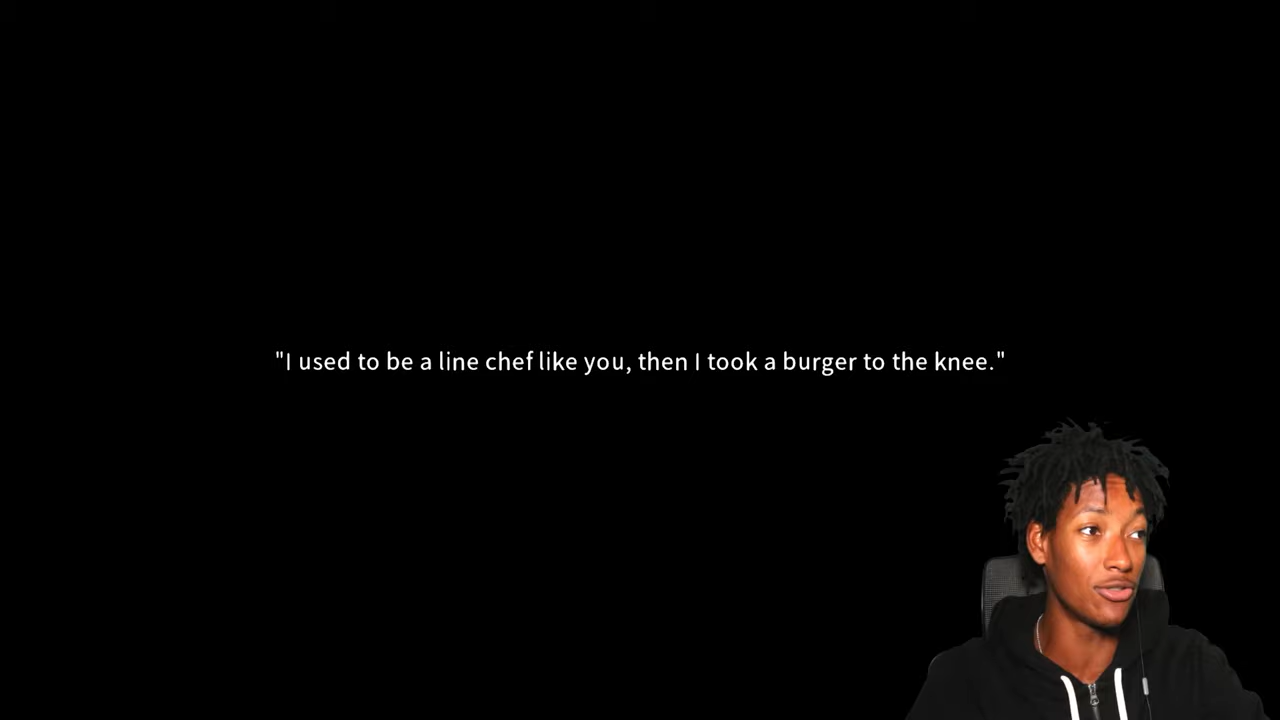 "I used to be a line chef like you, then I took a burger to the knee."